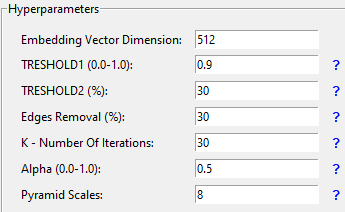 Hyperparameters
Embedding Vector Dimension: 512
TRESHOLD1 (0.0-1.0): 0.9 ?
TRESHOLD2 (%): 30 ?
Edges Removal (%): 30 ?
K - Number Of Iterations: 30 ?
Alpha (0.0-1.0): 0.5 ?
Pyramid Scales: 8 ?